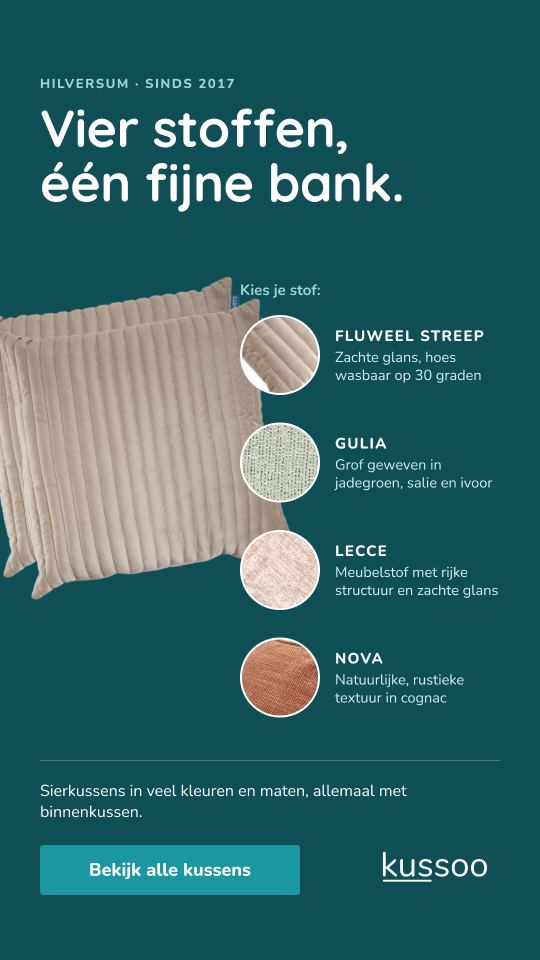 HILVERSUM · SINDS 2017
Vier stoffen,
één fijne bank.
Kies je stof:
FLUWEEL STREEP
Zachte glans, hoes
wasbaar op 30 graden
GULIA
Grof geweven in
jadegroen, salie en ivoor
LECCE
Meubelstof met rijke
structuur en zachte glans
NOVA
Natuurlijke, rustieke
textuur in cognac
Sierkussens in veel kleuren en maten, allemaal met
binnenkussen.
Bekijk alle kussens
kussoo